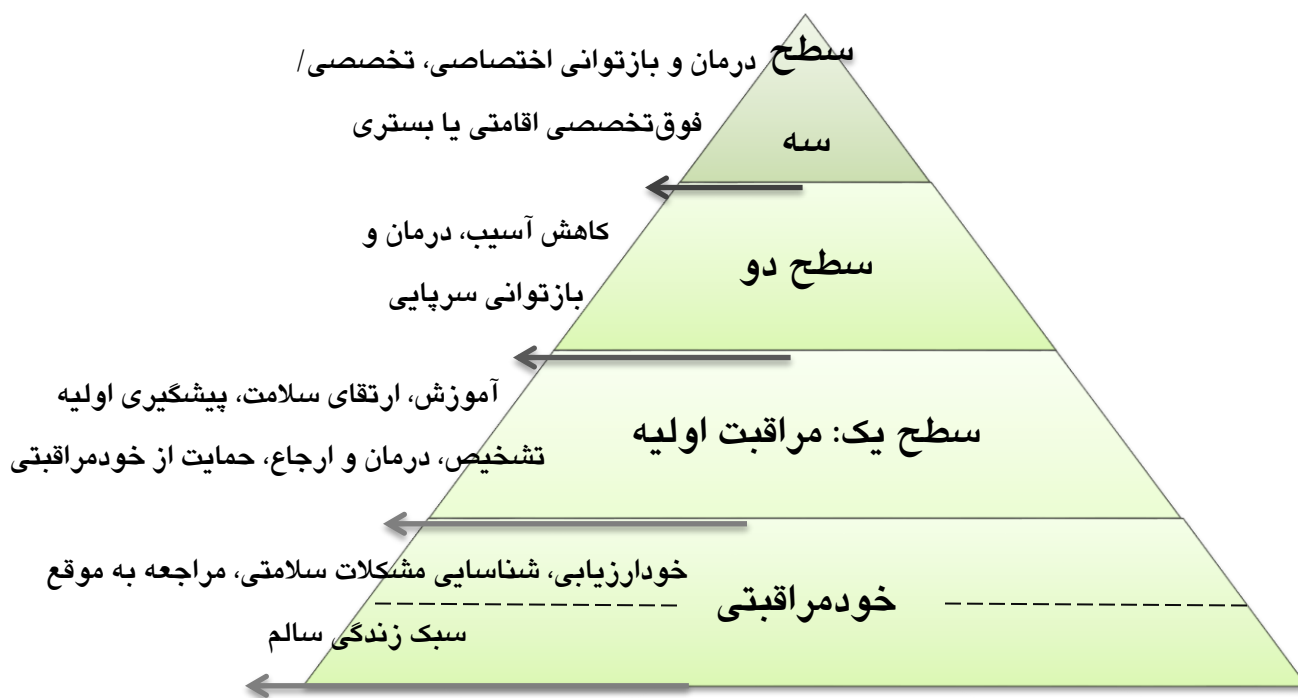 سطح
سه
درمان و بازتوانی اختصاصی، تخصصی/
فوق‌تخصصی اقامتی یا بستری
سطح دو
کاهش آسیب، درمان و
بازتوانی سرپایی
سطح یک: مراقبت اولیه
آموزش، ارتقای سلامت، پیشگیری اولیه
تشخیص، درمان و ارجاع، حمایت از خودمراقبتی
خودمراقبتی
خودارزیابی، شناسایی مشکلات سلامتی، مراجعه به موقع
سبک زندگی سالم